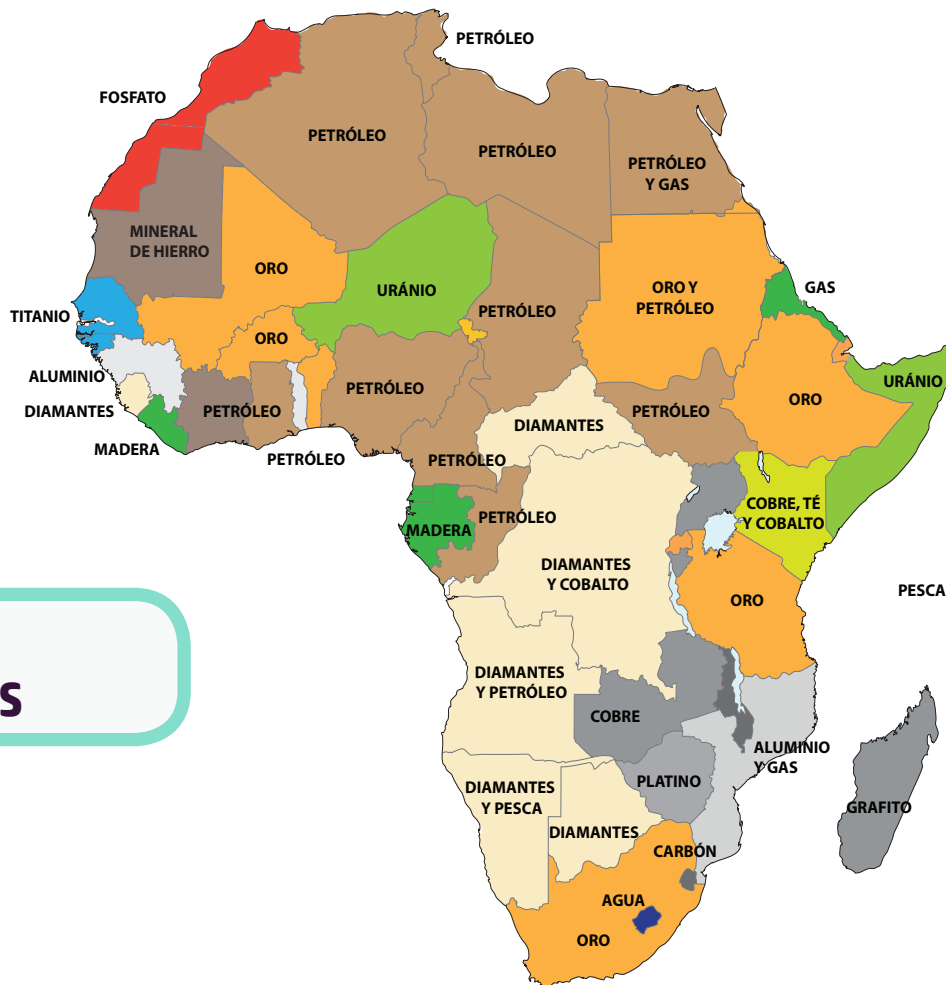 PETRÓLEO
FOSFATO
PETRÓLEO
PETRÓLEO
PETRÓLEO
Y GAS
MINERAL
DE HIERRO
ORO
URÁNIO
PETRÓLEO
ORO Y
PETRÓLEO
GAS
TITANIO
ORO
ALUMINIO
DIAMANTES
PETRÓLEO
PETRÓLEO
MADERA
PETRÓLEO
DIAMANTES
PETRÓLEO
ORO
URÁNIO
PETRÓLEO
MADERA
PETRÓLEO
COBRE, TÉ
Y COBALTO
DIAMANTES
Y COBALTO
ORO
PESCA
S
DIAMANTES
Y PETRÓLEO
COBRE
ALUMINIO
Y GAS
PLATINO
DIAMANTES
Y PESCA
GRAFITO
DIAMANTES
CARBÓN
AGUA
ORO